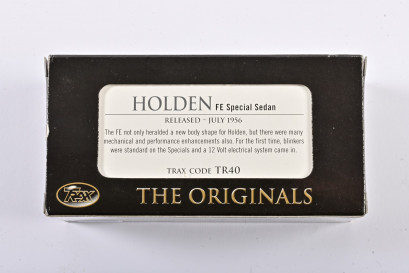 HOLDEN FE Special Sedan
RELEASED – JULY 1956
The FE not only heralded a new body shape for Holden, but there were many
mechanical and performance enhancements also. For the first time, blinkers
were standard on the Specials and a 12 Volt electrical system came in.
TRAX CODE TR40
TRAX THE ORIGINALS